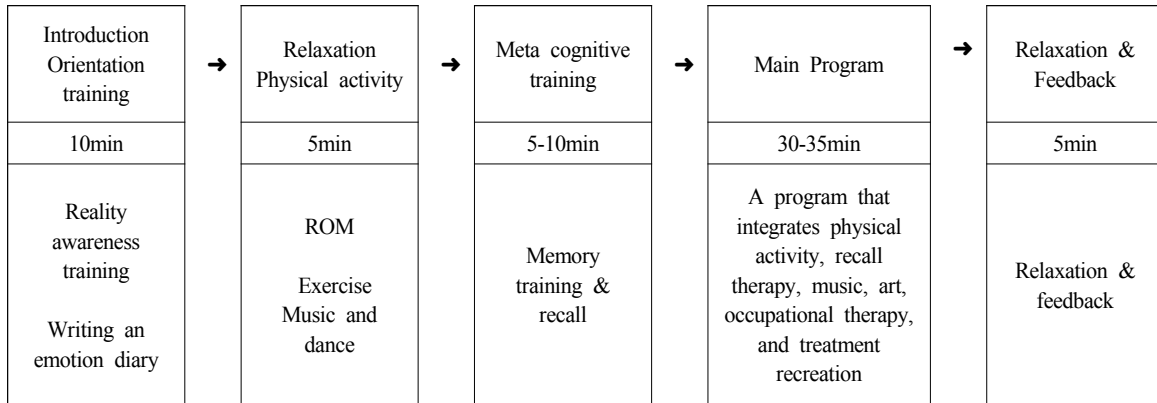 Introduction
Orientation
training
10min
Reality
awareness
training
Writing an
emotion diary
➜
Relaxation
Physical activity
5min
ROM
Exercise
Music and
dance
➜
Meta cognitive
training
5-10min
Memory
training &
recall
➜
Main Program
30-35min
A program that
integrates physical
activity, recall
therapy, music, art,
occupational therapy,
and treatment
recreation
➜
Relaxation &
Feedback
5min
Relaxation &
feedback